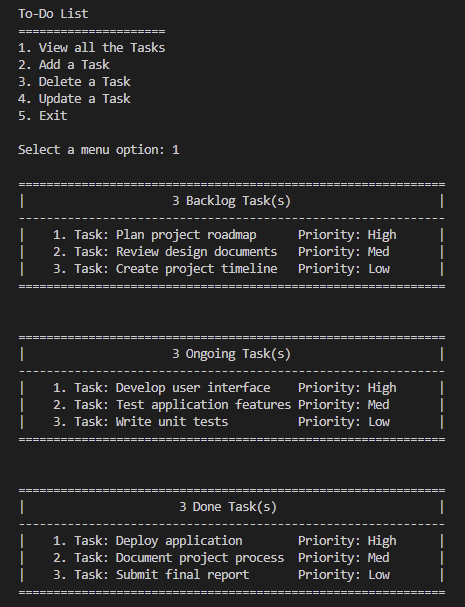 To-Do List
=====================
1. View all the Tasks
2. Add a Task
3. Delete a Task
4. Update a Task
5. Exit
Select a menu option: 1
=============================================================
| 3 Backlog Task(s) |
-------------------------------------------------------------
| 1. Task: Plan project roadmap Priority: High |
| 2. Task: Review design documents Priority: Med |
| 3. Task: Create project timeline Priority: Low |
=============================================================
=============================================================
| 3 Ongoing Task(s) |
-------------------------------------------------------------
| 1. Task: Develop user interface Priority: High |
| 2. Task: Test application features Priority: Med |
| 3. Task: Write unit tests Priority: Low |
=============================================================
=============================================================
| 3 Done Task(s) |
-------------------------------------------------------------
| 1. Task: Deploy application Priority: High |
| 2. Task: Document project process Priority: Med |
| 3. Task: Submit final report Priority: Low |
=============================================================